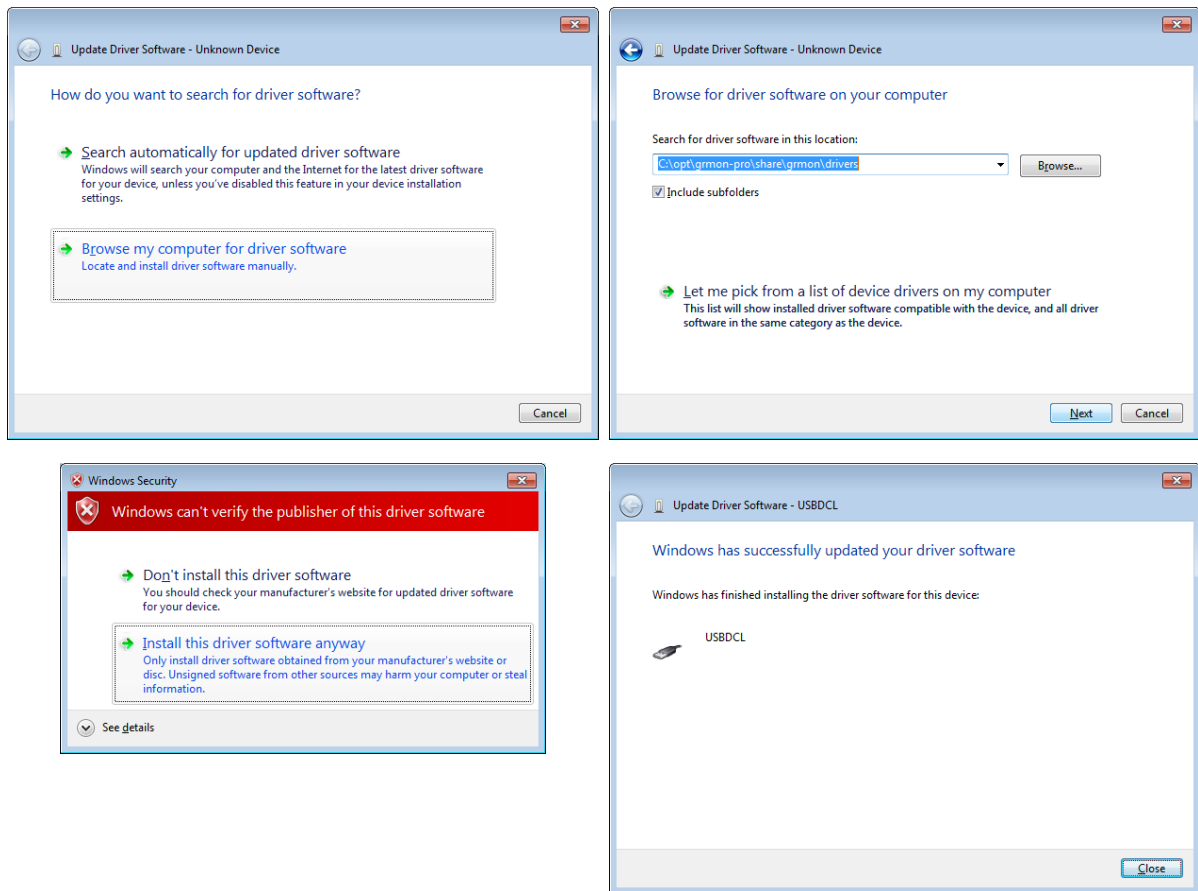 Update Driver Software - Unknown Device
How do you want to search for driver software?
Search automatically for updated driver software
Windows will search your computer and the Internet for the latest driver software
for your device, unless you've disabled this feature in your device installation
settings.
Browse my computer for driver software
Locate and install driver software manually.
Cancel
Update Driver Software - Unknown Device
Browse for driver software on your computer
Search for driver software in this location:
C:\opt\grmon-pro\share\grmon\drivers
Browse...
Include subfolders
Let me pick from a list of device drivers on my computer
This list will show installed driver software compatible with the device, and all driver
software in the same category as the device.
Next
Cancel
Windows Security
Windows can't verify the publisher of this driver software
Don't install this driver software
You should check your manufacturer's website for updated driver software
for your device.
Install this driver software anyway
Only install driver software obtained from your manufacturer's website or
disc. Unsigned software from other sources may harm your computer or steal
information.
See details
Update Driver Software - USBDCL
Windows has successfully updated your driver software
Windows has finished installing the driver software for this device:
USBDCL
Close